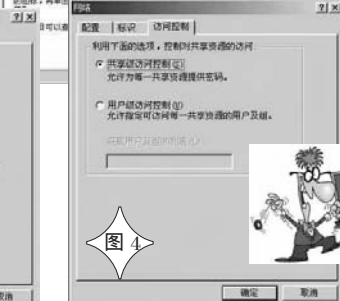 网络
配置 标识 访问控制
利用下面的选项，控制对共享资源的访问
共享级访问控制(S)
允许为每一共享资源提供密码。
用户级访问控制(U)
允许指定可访问每一共享资源的用户及组。
图 4
确定 取消